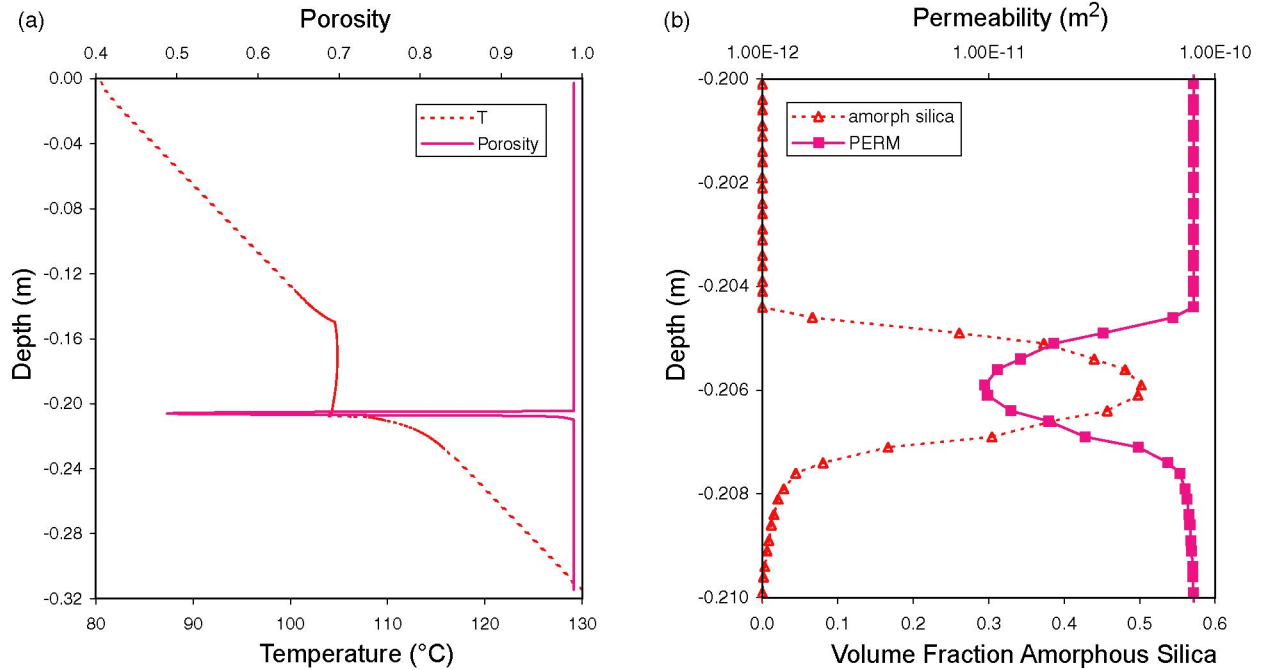 (a)
Porosity
0.4 0.5 0.6 0.7 0.8 0.9 1.0
0.00
-0.04
-0.08
-0.12
-0.16
-0.20
-0.24
-0.28
-0.32
Depth (m)
T
Porosity
80 90 100 110 120 130
Temperature (°C)
(b)
Permeability (m²)
1.00E-12 1.00E-11 1.00E-10
-0.200
-0.202
-0.204
-0.206
-0.208
-0.210
Depth (m)
amorph silica
PERM
0.0 0.1 0.2 0.3 0.4 0.5 0.6
Volume Fraction Amorphous Silica